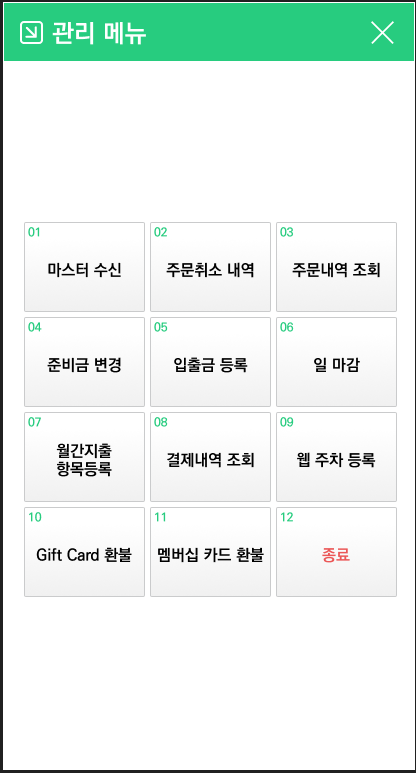 관리 메뉴
01
마스터 수신
02
주문취소 내역
03
주문내역 조회
04
준비금 변경
05
입출금 등록
06
일 마감
07
월간지출
항목등록
08
결제내역 조회
09
웹 주차 등록
10
Gift Card 환불
11
멤버십 카드 환불
12
종료